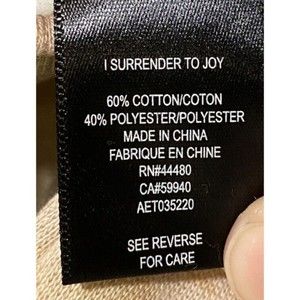 I SURRENDER TO JOY
60% COTTON/COTON
40% POLYESTER/POLYESTER
MADE IN CHINA
FABRIQUE EN CHINE
RN#44480
CA#59940
AET035220
SEE REVERSE
FOR CARE